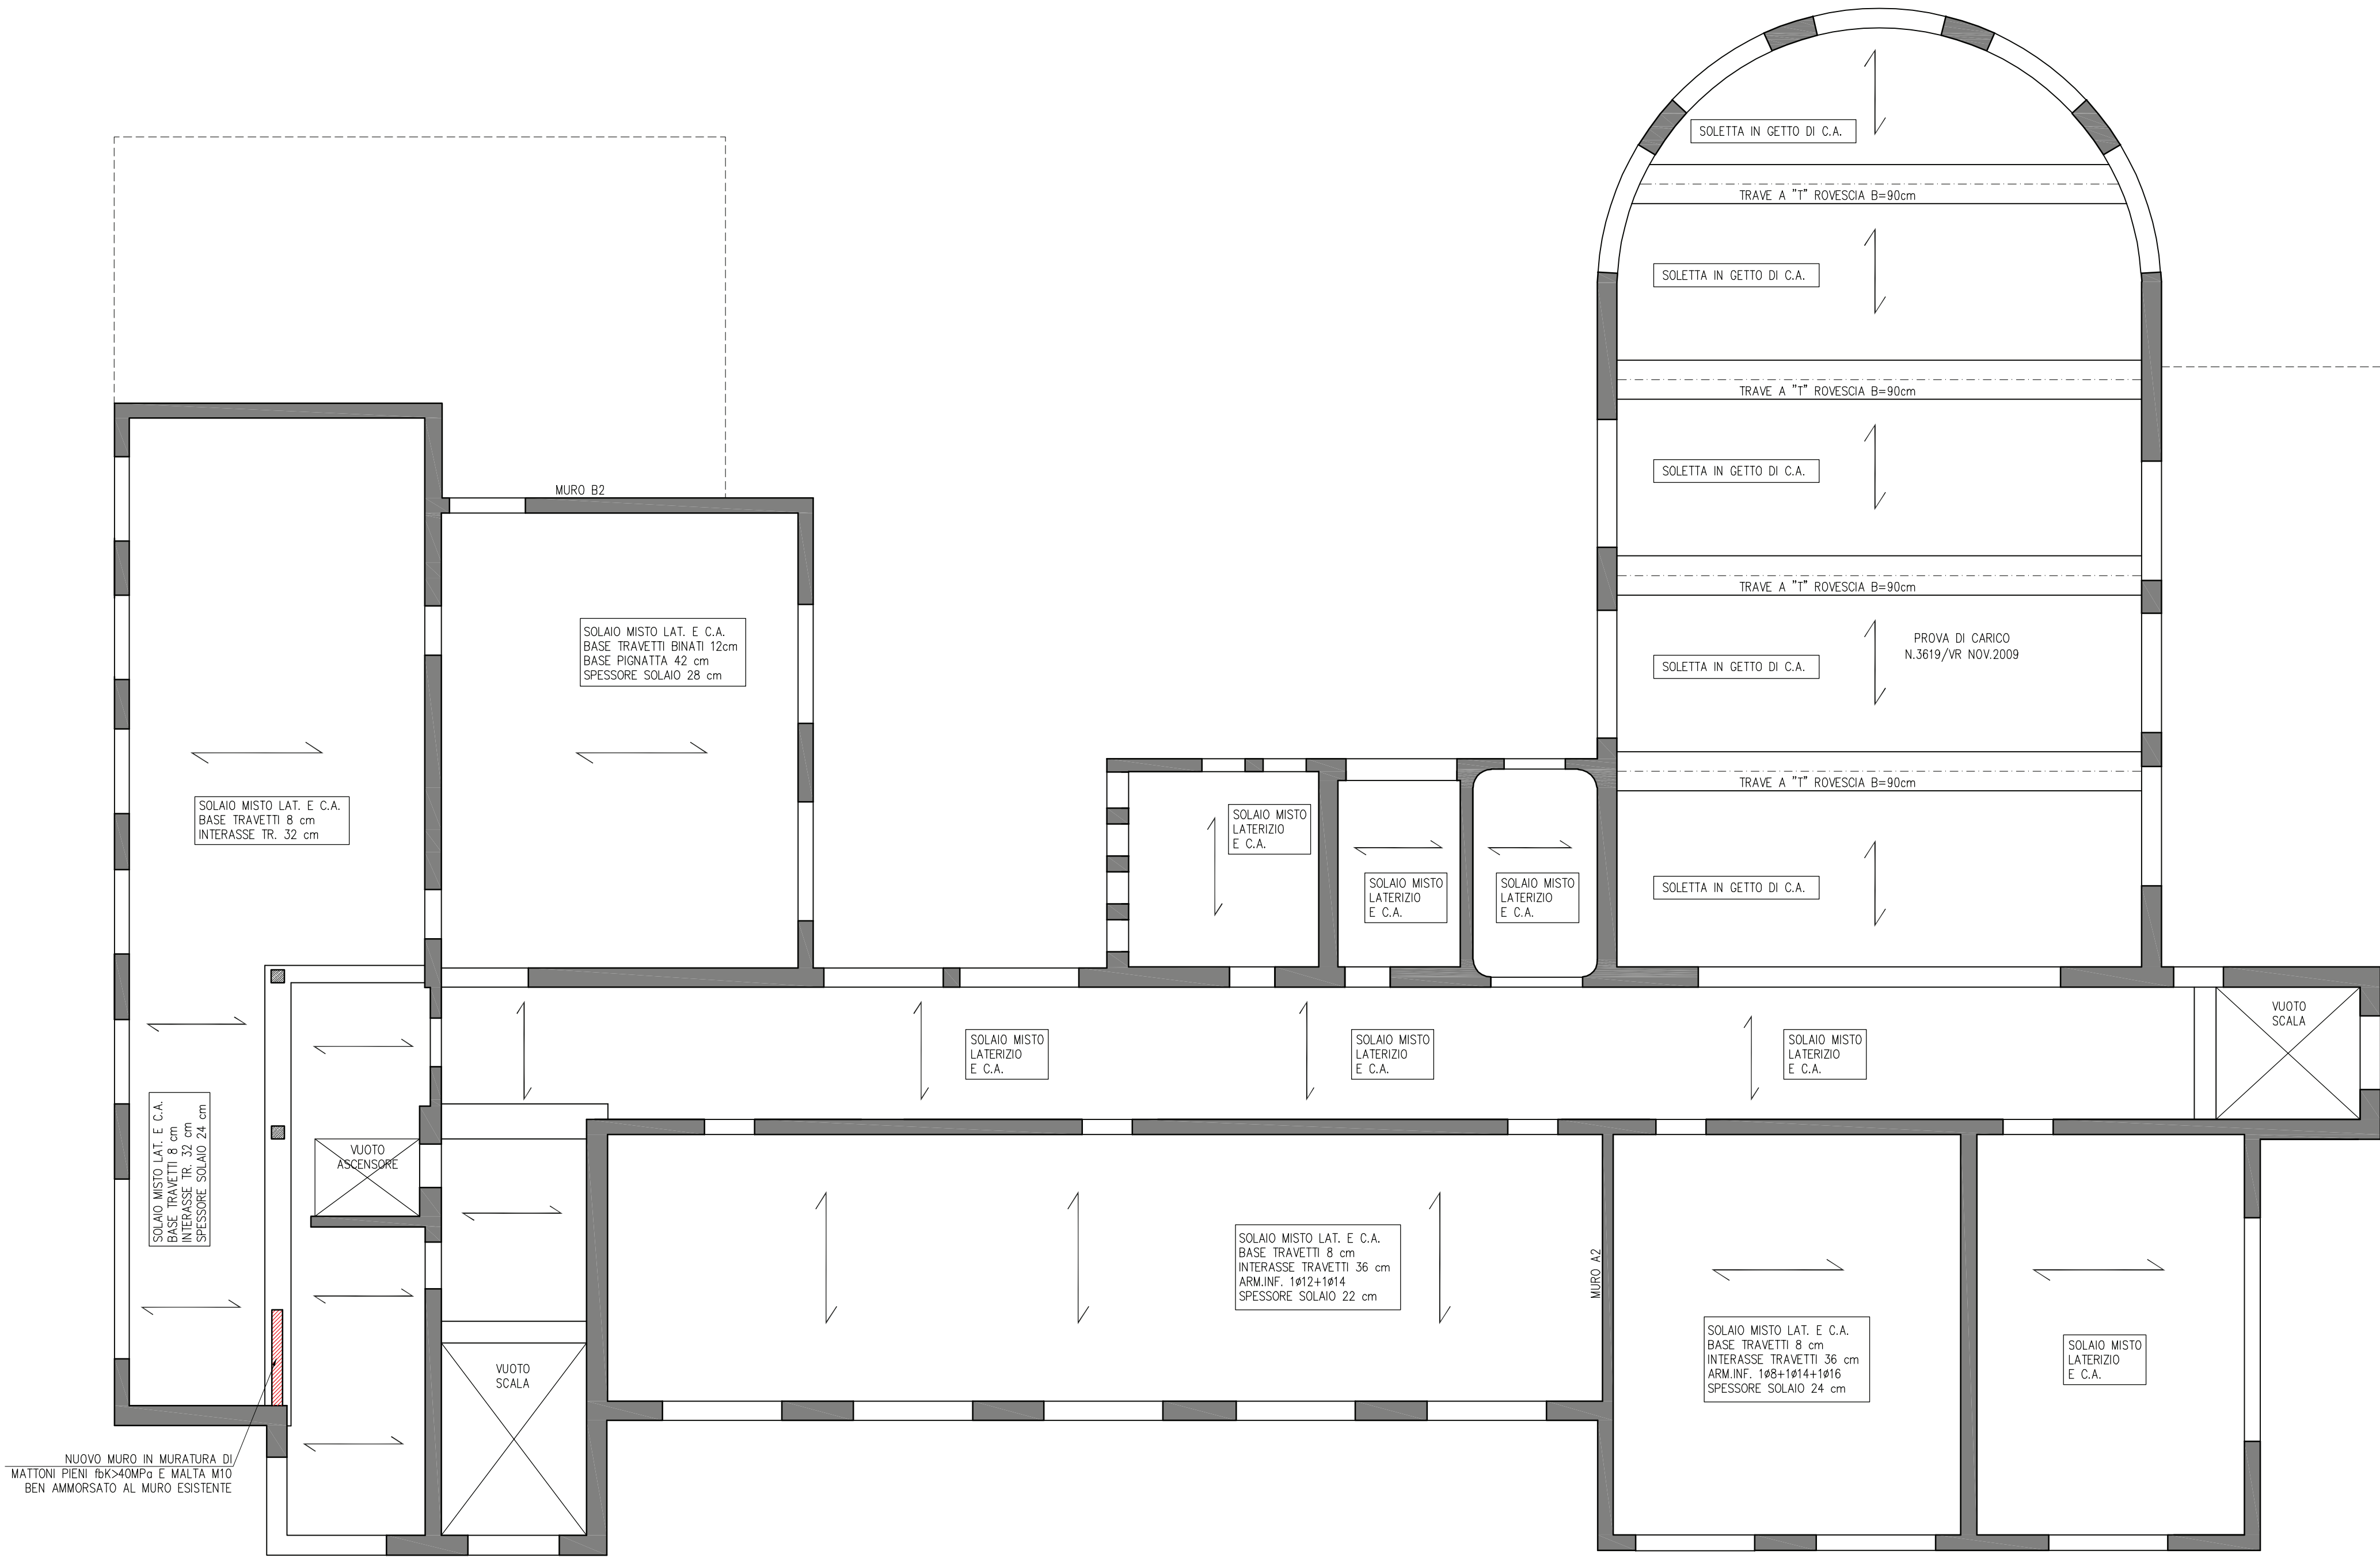 SOLETTA IN GETTO DI C.A.
TRAVE A "T" ROVESCIA B=90cm
SOLETTA IN GETTO DI C.A.
TRAVE A "T" ROVESCIA B=90cm
SOLETTA IN GETTO DI C.A.
MURO B2
TRAVE A "T" ROVESCIA B=90cm
SOLAIO MISTO LAT. E C.A.
BASE TRAVETTI BINATI 12cm
BASE PIGNATTA 42 cm
SPESSORE SOLAIO 28 cm
PROVA DI CARICO
N.3619/VR NOV.2009
SOLETTA IN GETTO DI C.A.
TRAVE A "T" ROVESCIA B=90cm
SOLAIO MISTO LAT. E C.A.
BASE TRAVETTI 8 cm
INTERASSE TR. 32 cm
SOLAIO MISTO
LATERIZIO
E C.A.
SOLAIO MISTO
LATERIZIO
E C.A.
SOLAIO MISTO
LATERIZIO
E C.A.
SOLETTA IN GETTO DI C.A.
VUOTO
SCALA
SOLAIO MISTO
LATERIZIO
E C.A.
SOLAIO MISTO
LATERIZIO
E C.A.
SOLAIO MISTO
LATERIZIO
E C.A.
SOLAIO MISTO LAT. E C.A.
BASE TRAVETTI 8 cm
INTERASSE TR. 32 cm
SPESSORE SOLAIO 24 cm
VUOTO
ASCENSORE
SOLAIO MISTO LAT. E C.A.
BASE TRAVETTI 8 cm
INTERASSE TRAVETTI 36 cm
ARM.INF. 1ø12+1ø14
SPESSORE SOLAIO 22 cm
MURO A2
SOLAIO MISTO LAT. E C.A.
BASE TRAVETTI 8 cm
INTERASSE TRAVETTI 36 cm
ARM.INF. 1ø8+1ø14+1ø16
SPESSORE SOLAIO 24 cm
SOLAIO MISTO
LATERIZIO
E C.A.
VUOTO
SCALA
NUOVO MURO IN MURATURA DI
MATTONI PIENI fbK>40MPa E MALTA M10
BEN AMMORSATO AL MURO ESISTENTE